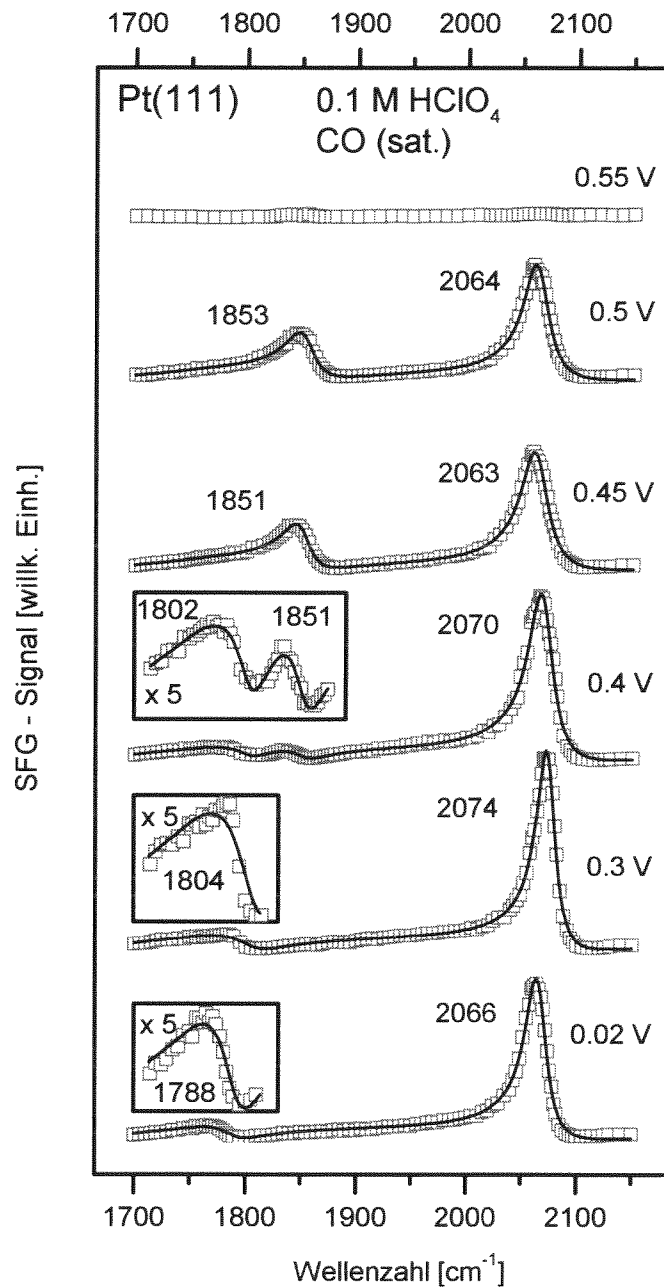 1700 1800 1900 2000 2100
Pt(111) 0.1 M HClO₄
CO (sat.)
0.55 V
2064
1853 0.5 V
2063
1851 0.45 V
1802 1851 2070
0.4 V
x 5
x 5 2074
1804 0.3 V
x 5 2066 0.02 V
1788
SFG - Signal [willk. Einh.]
1700 1800 1900 2000 2100
Wellenzahl [cm⁻¹]